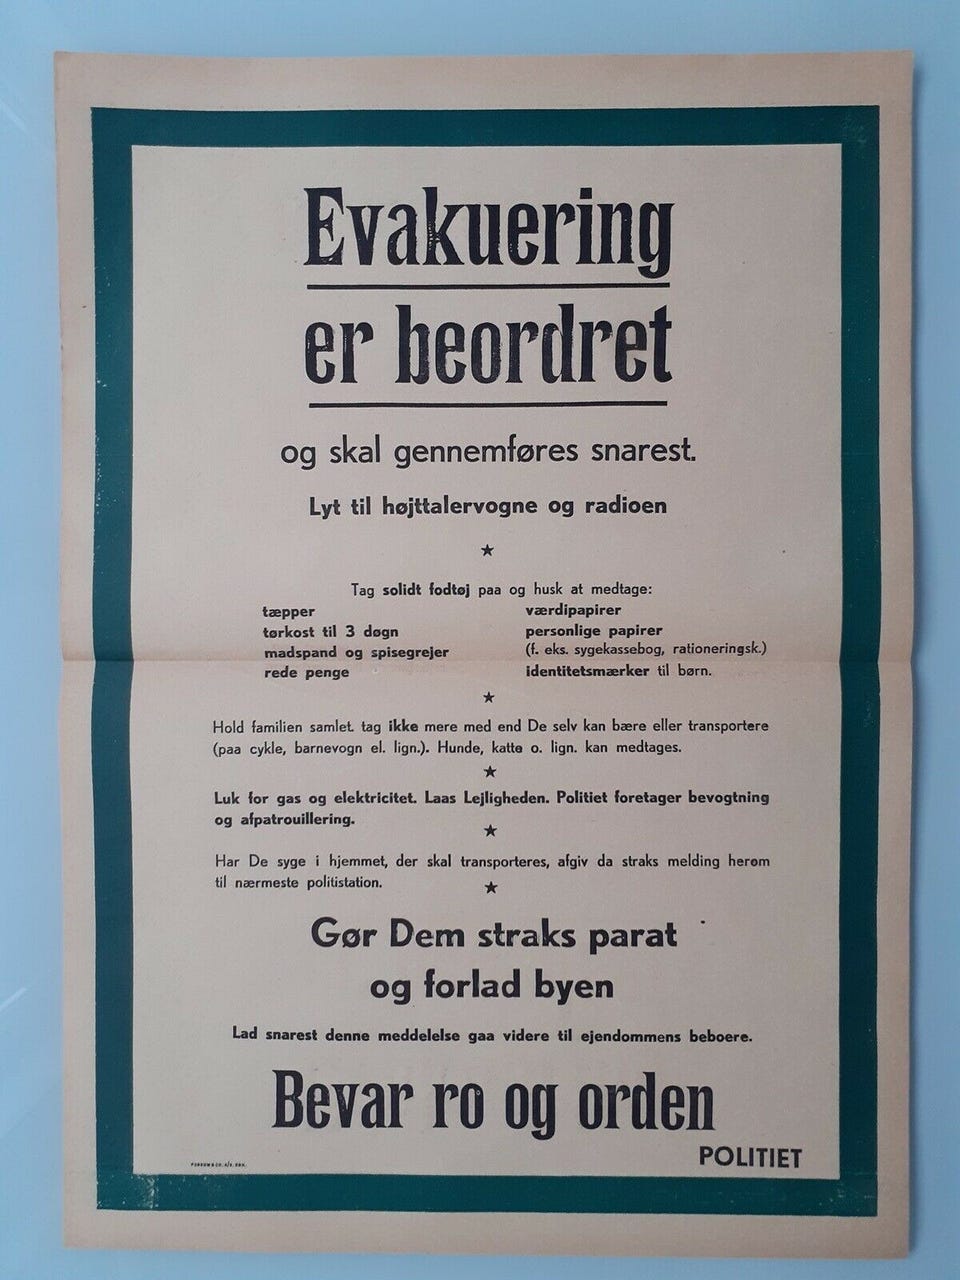 Evakuering
er beordret
og skal gennemføres snarest.
Lyt til højttalervogne og radioen
★
Tag solidt fodtøj paa og husk at medtage:
tæpper
tørkost til 3 døgn
madspand og spisegrejer
rede penge
værdipapirer
personlige papirer
(f. eks. sygekassebog, rationeringsk.)
identitetsmærker til børn.
★
Hold familien samlet. tag ikke mere med end De selv kan bære eller transportere
(paa cykle, barnevogn el. lign.). Hunde, katte o. lign. kan medtages.
★
Luk for gas og elektricitet. Laas Lejligheden. Politiet foretager bevogtning
og afpatrouillering.
★
Har De syge i hjemmet, der skal transporteres, afgiv da straks melding herom
til nærmeste politistation.
★
Gør Dem straks parat
og forlad byen
Lad snarest denne meddelelse gaa videre til ejendommens beboere.
Bevar ro og orden
POLITIET